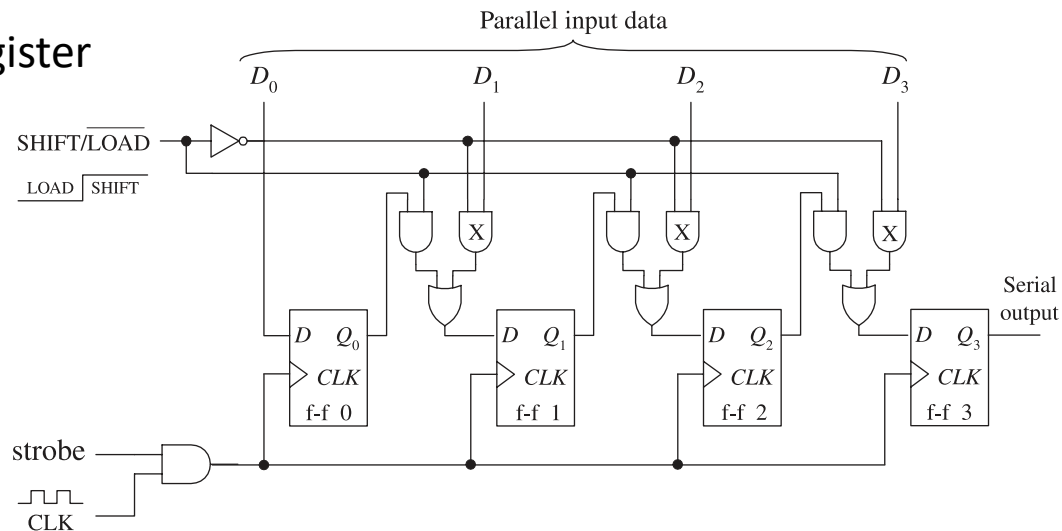 gister
Parallel input data
D₀ D₁ D₂ D₃
SHIFT/L̅O̅A̅D̅
LOAD SHIFT
X X X
Serial
output
D Q₀ D Q₁ D Q₂ D Q₃
CLK CLK CLK CLK
f-f 0 f-f 1 f-f 2 f-f 3
strobe
CLK